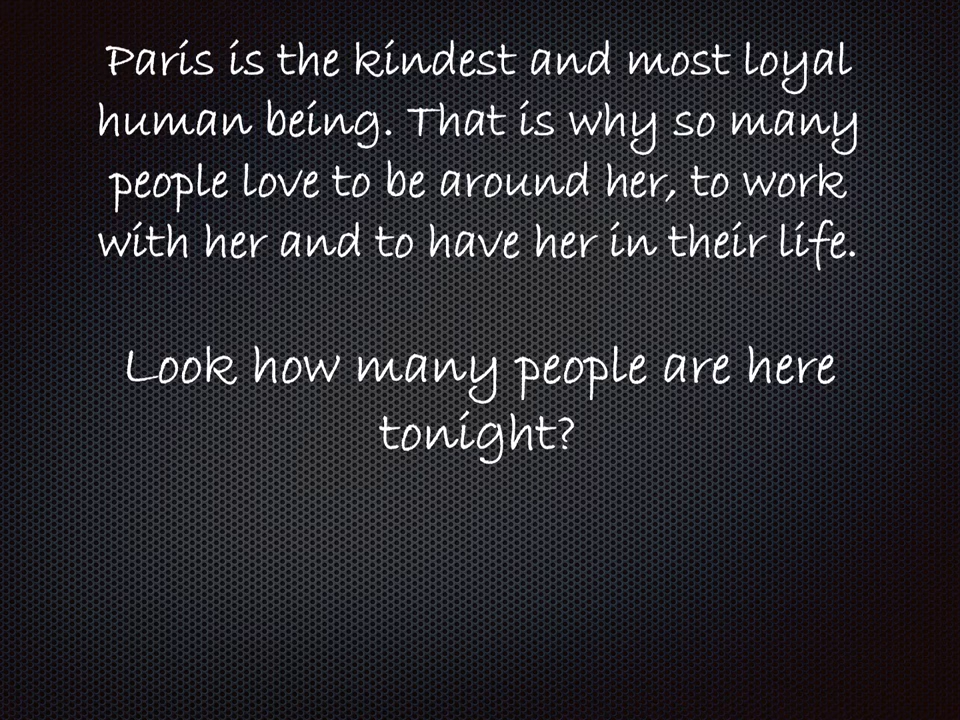 Paris is the kindest and most loyal
human being. That is why so many
people love to be around her, to work
with her and to have her in their life.
Look how many people are here
tonight?